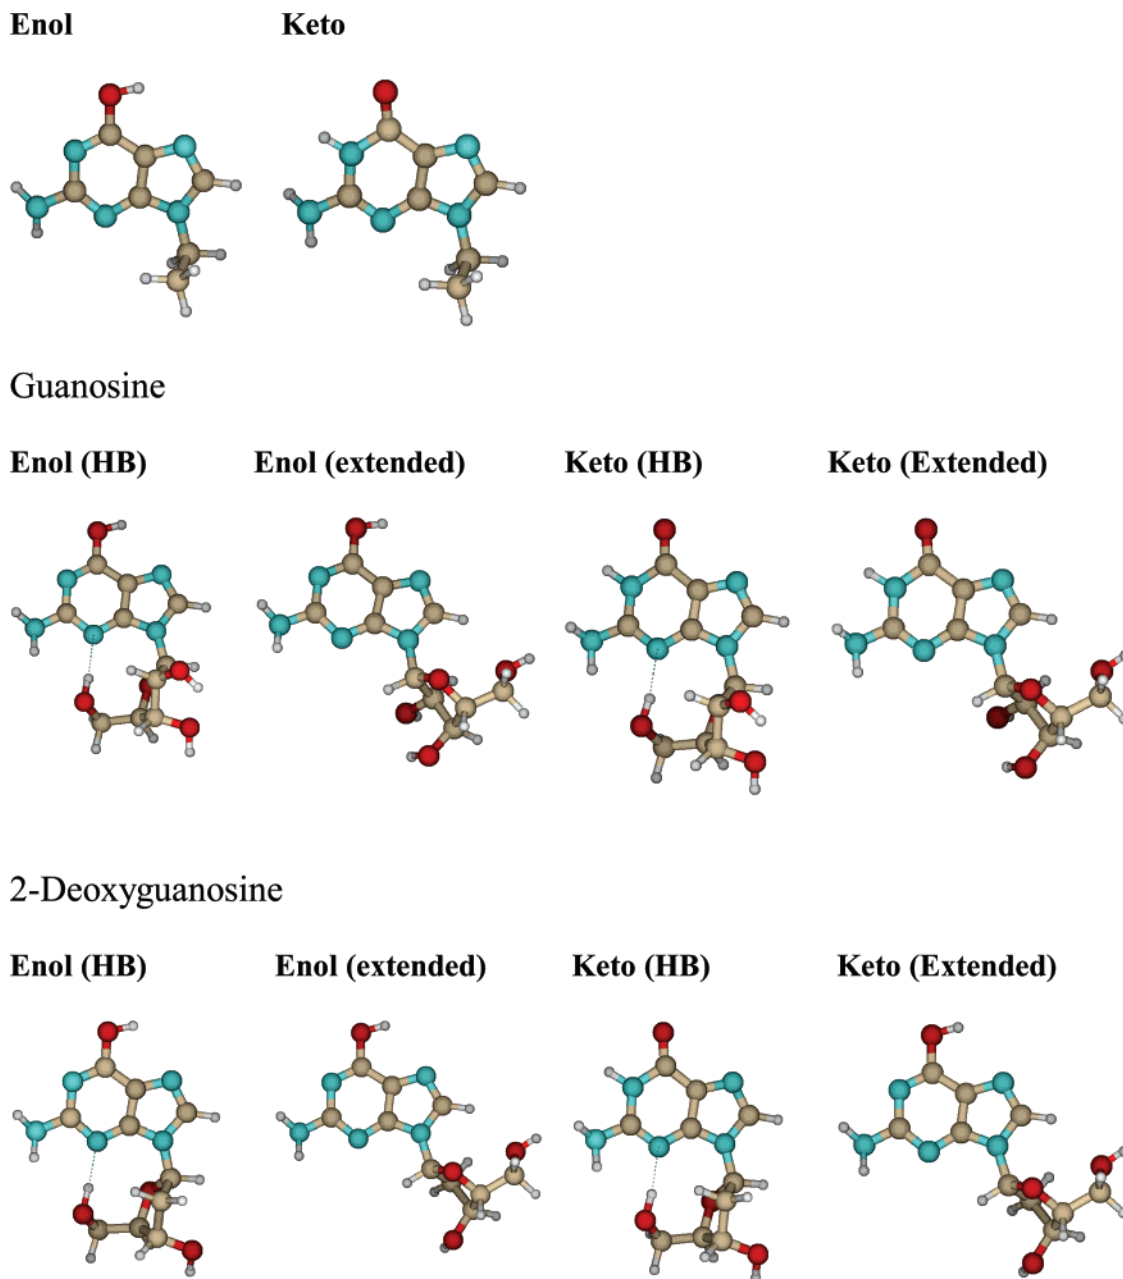 Enol Keto
Guanosine
Enol (HB) Enol (extended) Keto (HB) Keto (Extended)
2-Deoxyguanosine
Enol (HB) Enol (extended) Keto (HB) Keto (Extended)